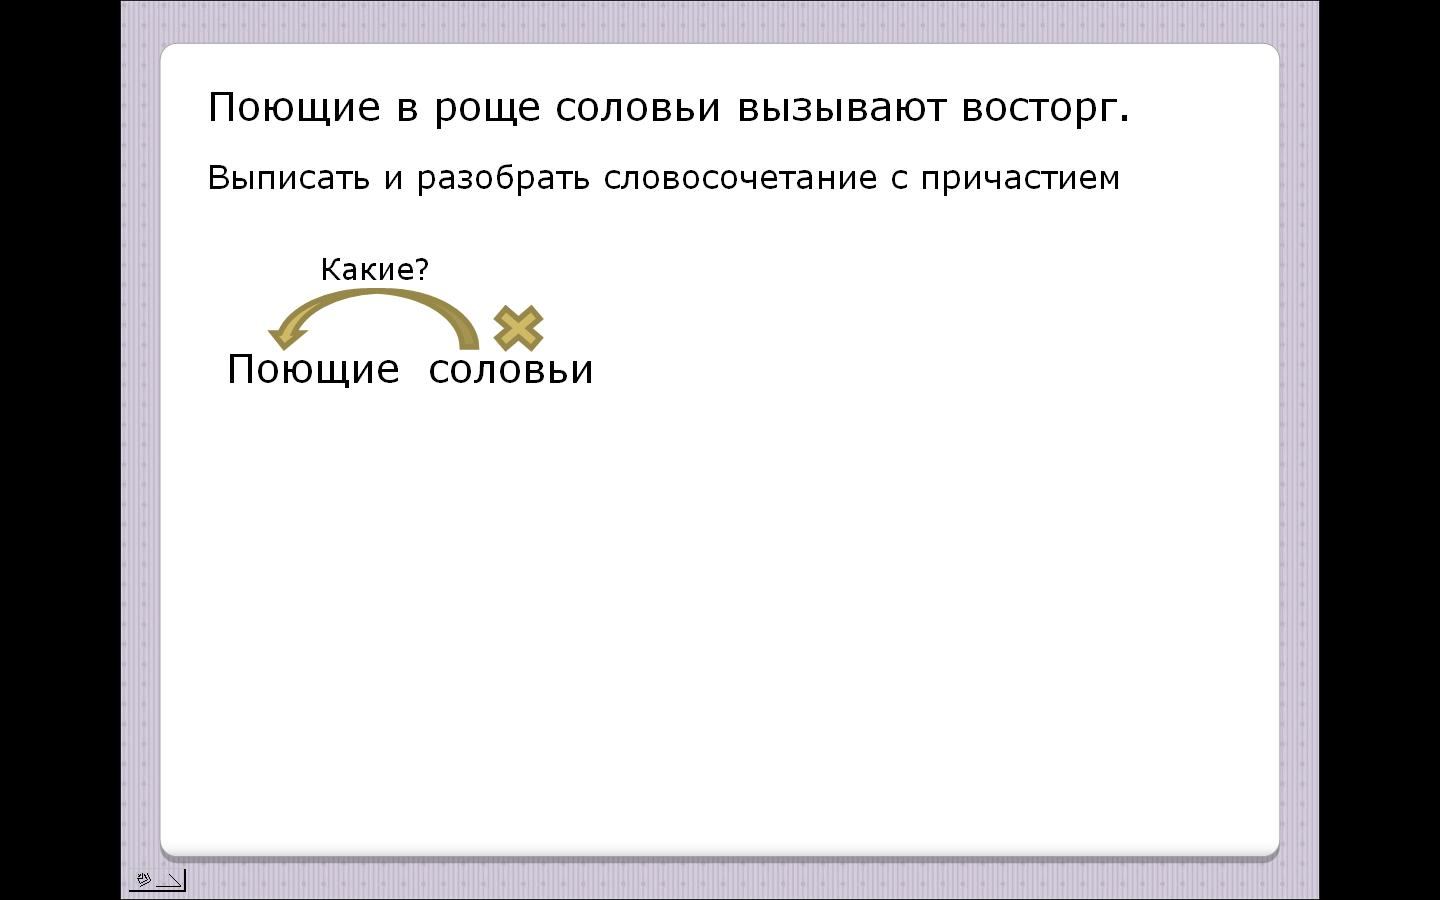 Поющие в роще соловьи вызывают восторг.
Выписать и разобрать словосочетание с причастием
Какие?
Поющие соловьи